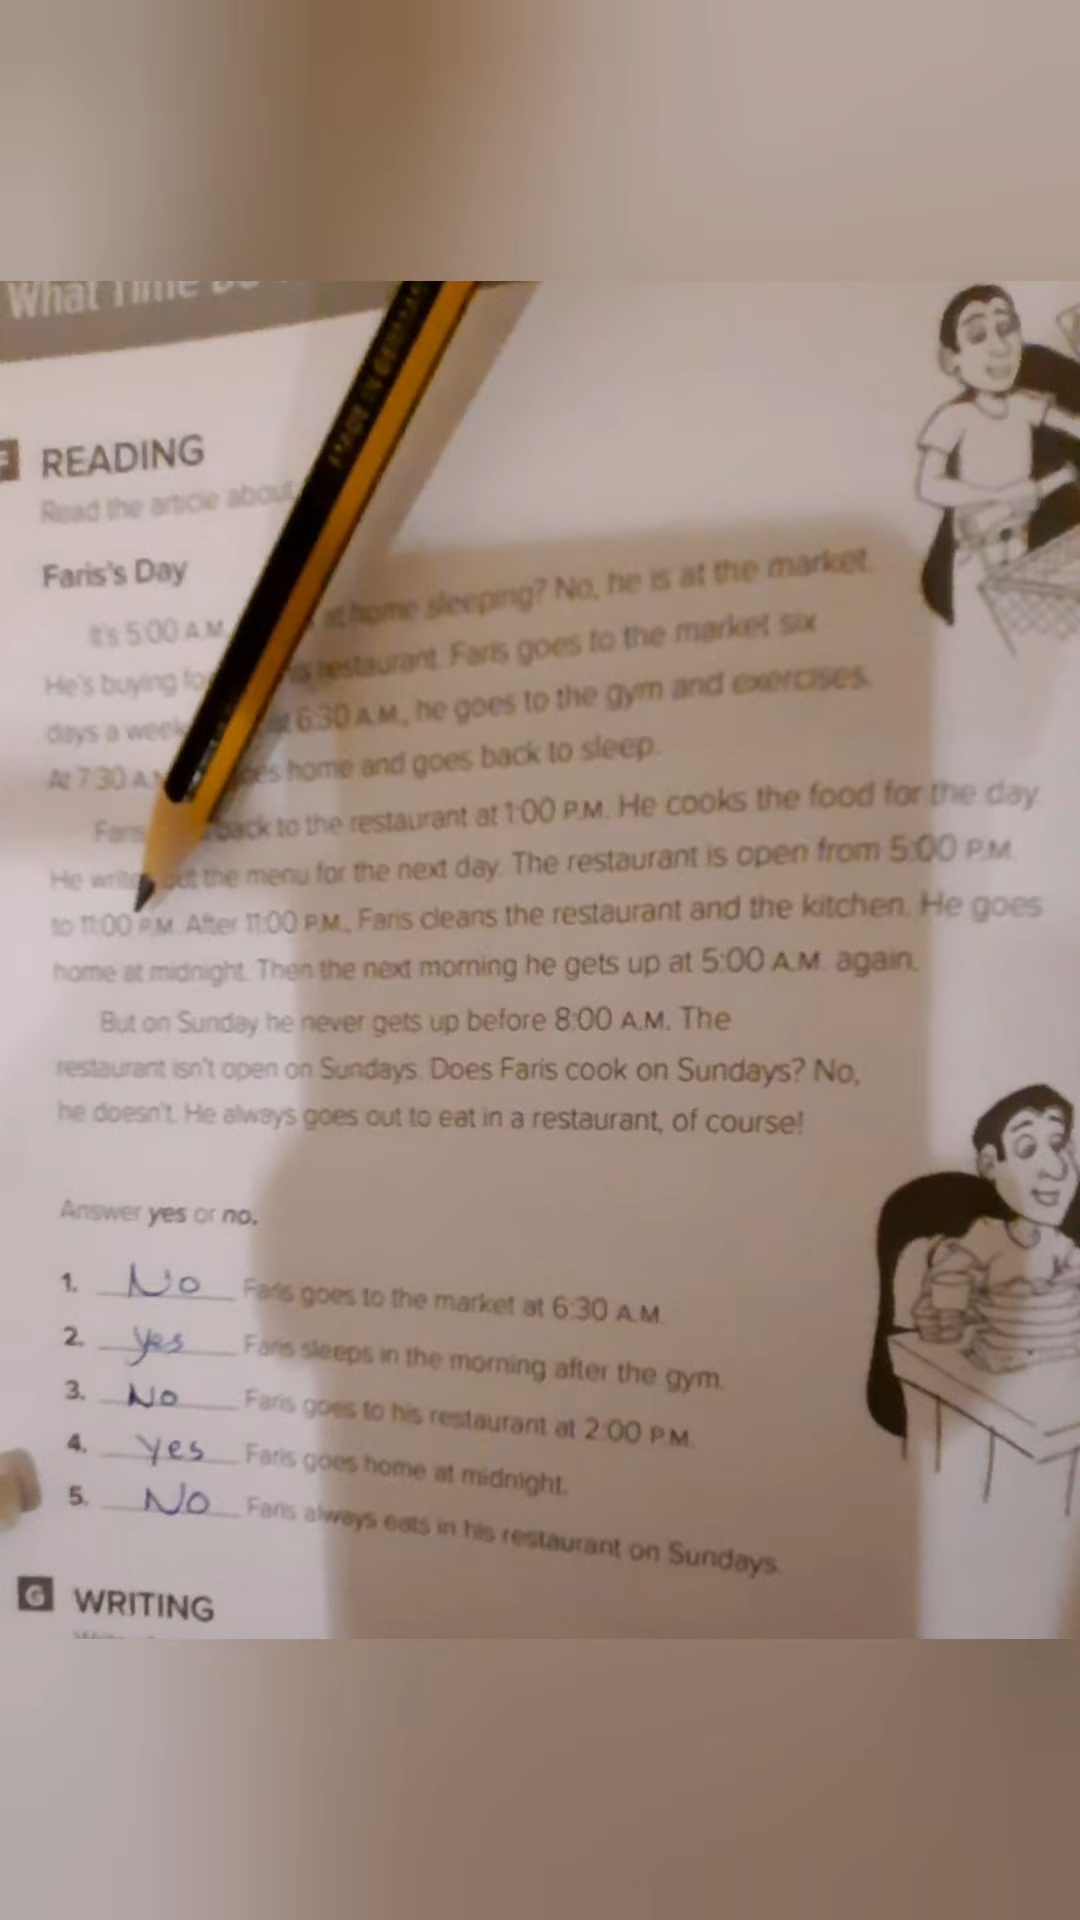 What Time
MADE IN GERMANY
F READING
Read the article about
Faris's Day
It's 5:00 A.M. at home sleeping? No, he is at the market.
He's buying restaurant. Faris goes to the market six
days a week at 6:30 A.M., he goes to the gym and exercises.
At 7:30 A.M. goes home and goes back to sleep.
Faris back to the restaurant at 1:00 P.M. He cooks the food for the day.
He writes out the menu for the next day. The restaurant is open from 5:00 P.M.
to 11:00 P.M. After 11:00 P.M., Faris cleans the restaurant and the kitchen. He goes
home at midnight. Then the next morning he gets up at 5:00 A.M. again.
But on Sunday he never gets up before 8:00 A.M. The
restaurant isn't open on Sundays. Does Faris cook on Sundays? No,
he doesn't. He always goes out to eat in a restaurant, of course!
Answer yes or no.
1. No Faris goes to the market at 6:30 A.M.
2. yes Faris sleeps in the morning after the gym.
3. No Faris goes to his restaurant at 2:00 P.M.
4. yes Faris goes home at midnight.
5. No Faris always eats in his restaurant on Sundays.
G WRITING